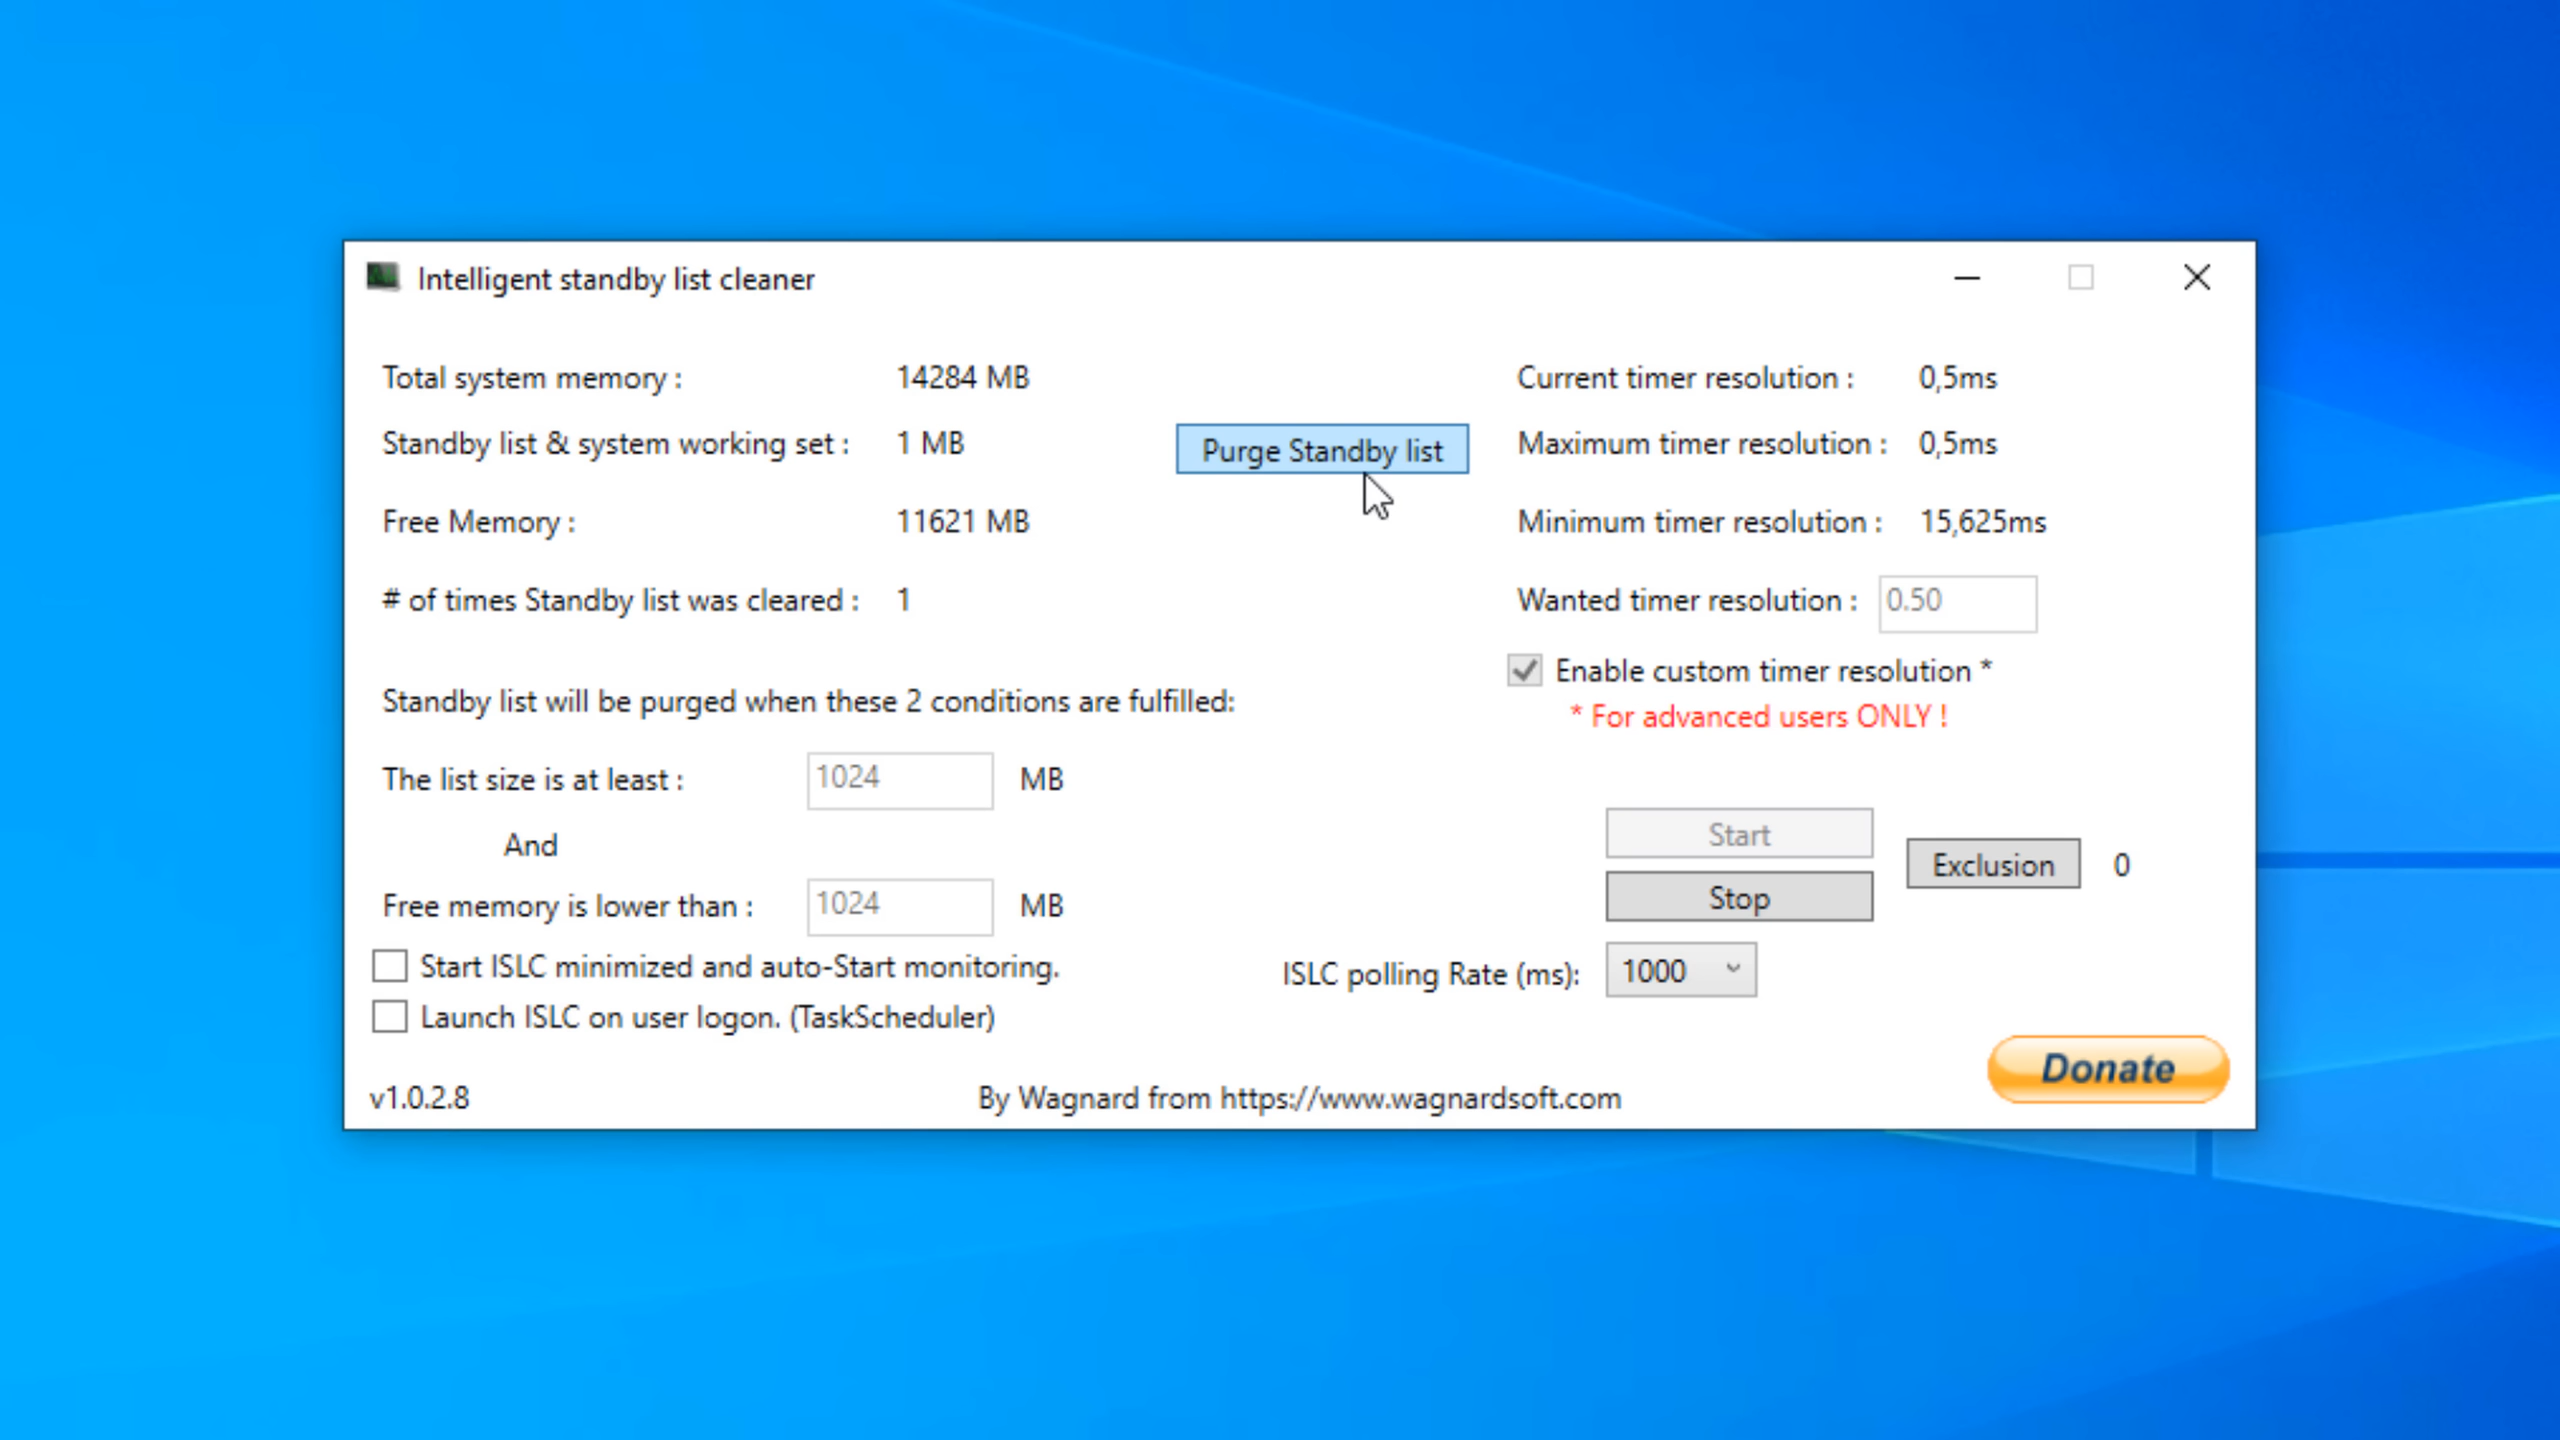 Intelligent standby list cleaner
Total system memory : 14284 MB
Standby list & system working set : 1 MB
Free Memory : 11621 MB
# of times Standby list was cleared : 1
Purge Standby list
Current timer resolution : 0,5ms
Maximum timer resolution : 0,5ms
Minimum timer resolution : 15,625ms
Wanted timer resolution : 0.50
Enable custom timer resolution *
* For advanced users ONLY !
Standby list will be purged when these 2 conditions are fulfilled:
The list size is at least : 1024 MB
And
Free memory is lower than : 1024 MB
Start ISLC minimized and auto-Start monitoring.
Launch ISLC on user logon. (TaskScheduler)
Start
Stop
Exclusion 0
ISLC polling Rate (ms): 1000
Donate
v1.0.2.8
By Wagnard from https://www.wagnardsoft.com